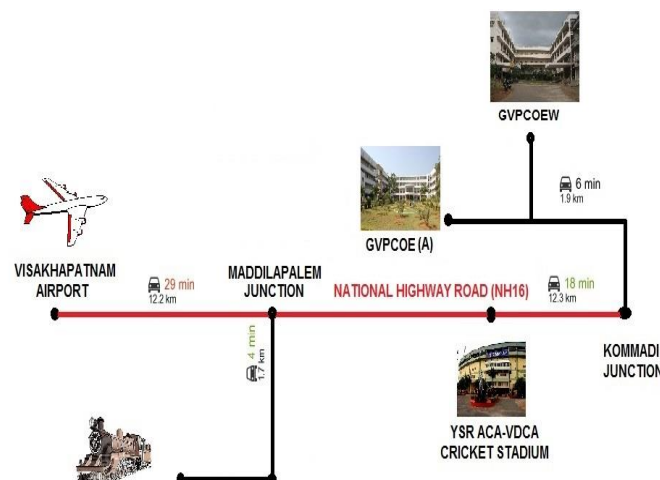 GVPCOEW
6 min
1.9 km
GVPCOE (A)
VISAKHAPATNAM
AIRPORT
29 min
12.2 km
MADDILAPALEM
JUNCTION
NATIONAL HIGHWAY ROAD (NH16)
18 min
12.3 km
4 min
1.7 km
KOMMADI
JUNCTION
YSR ACA-VDCA
CRICKET STADIUM